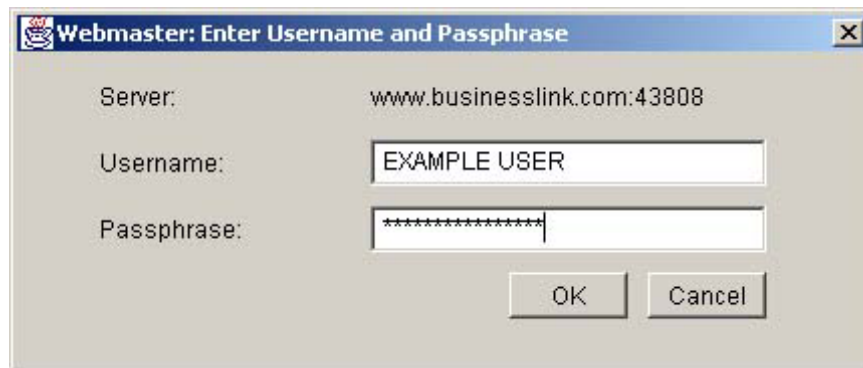 Webmaster: Enter Username and Passphrase
Server: www.businesslink.com:43808
Username: EXAMPLE USER
Passphrase: ****************
OK Cancel